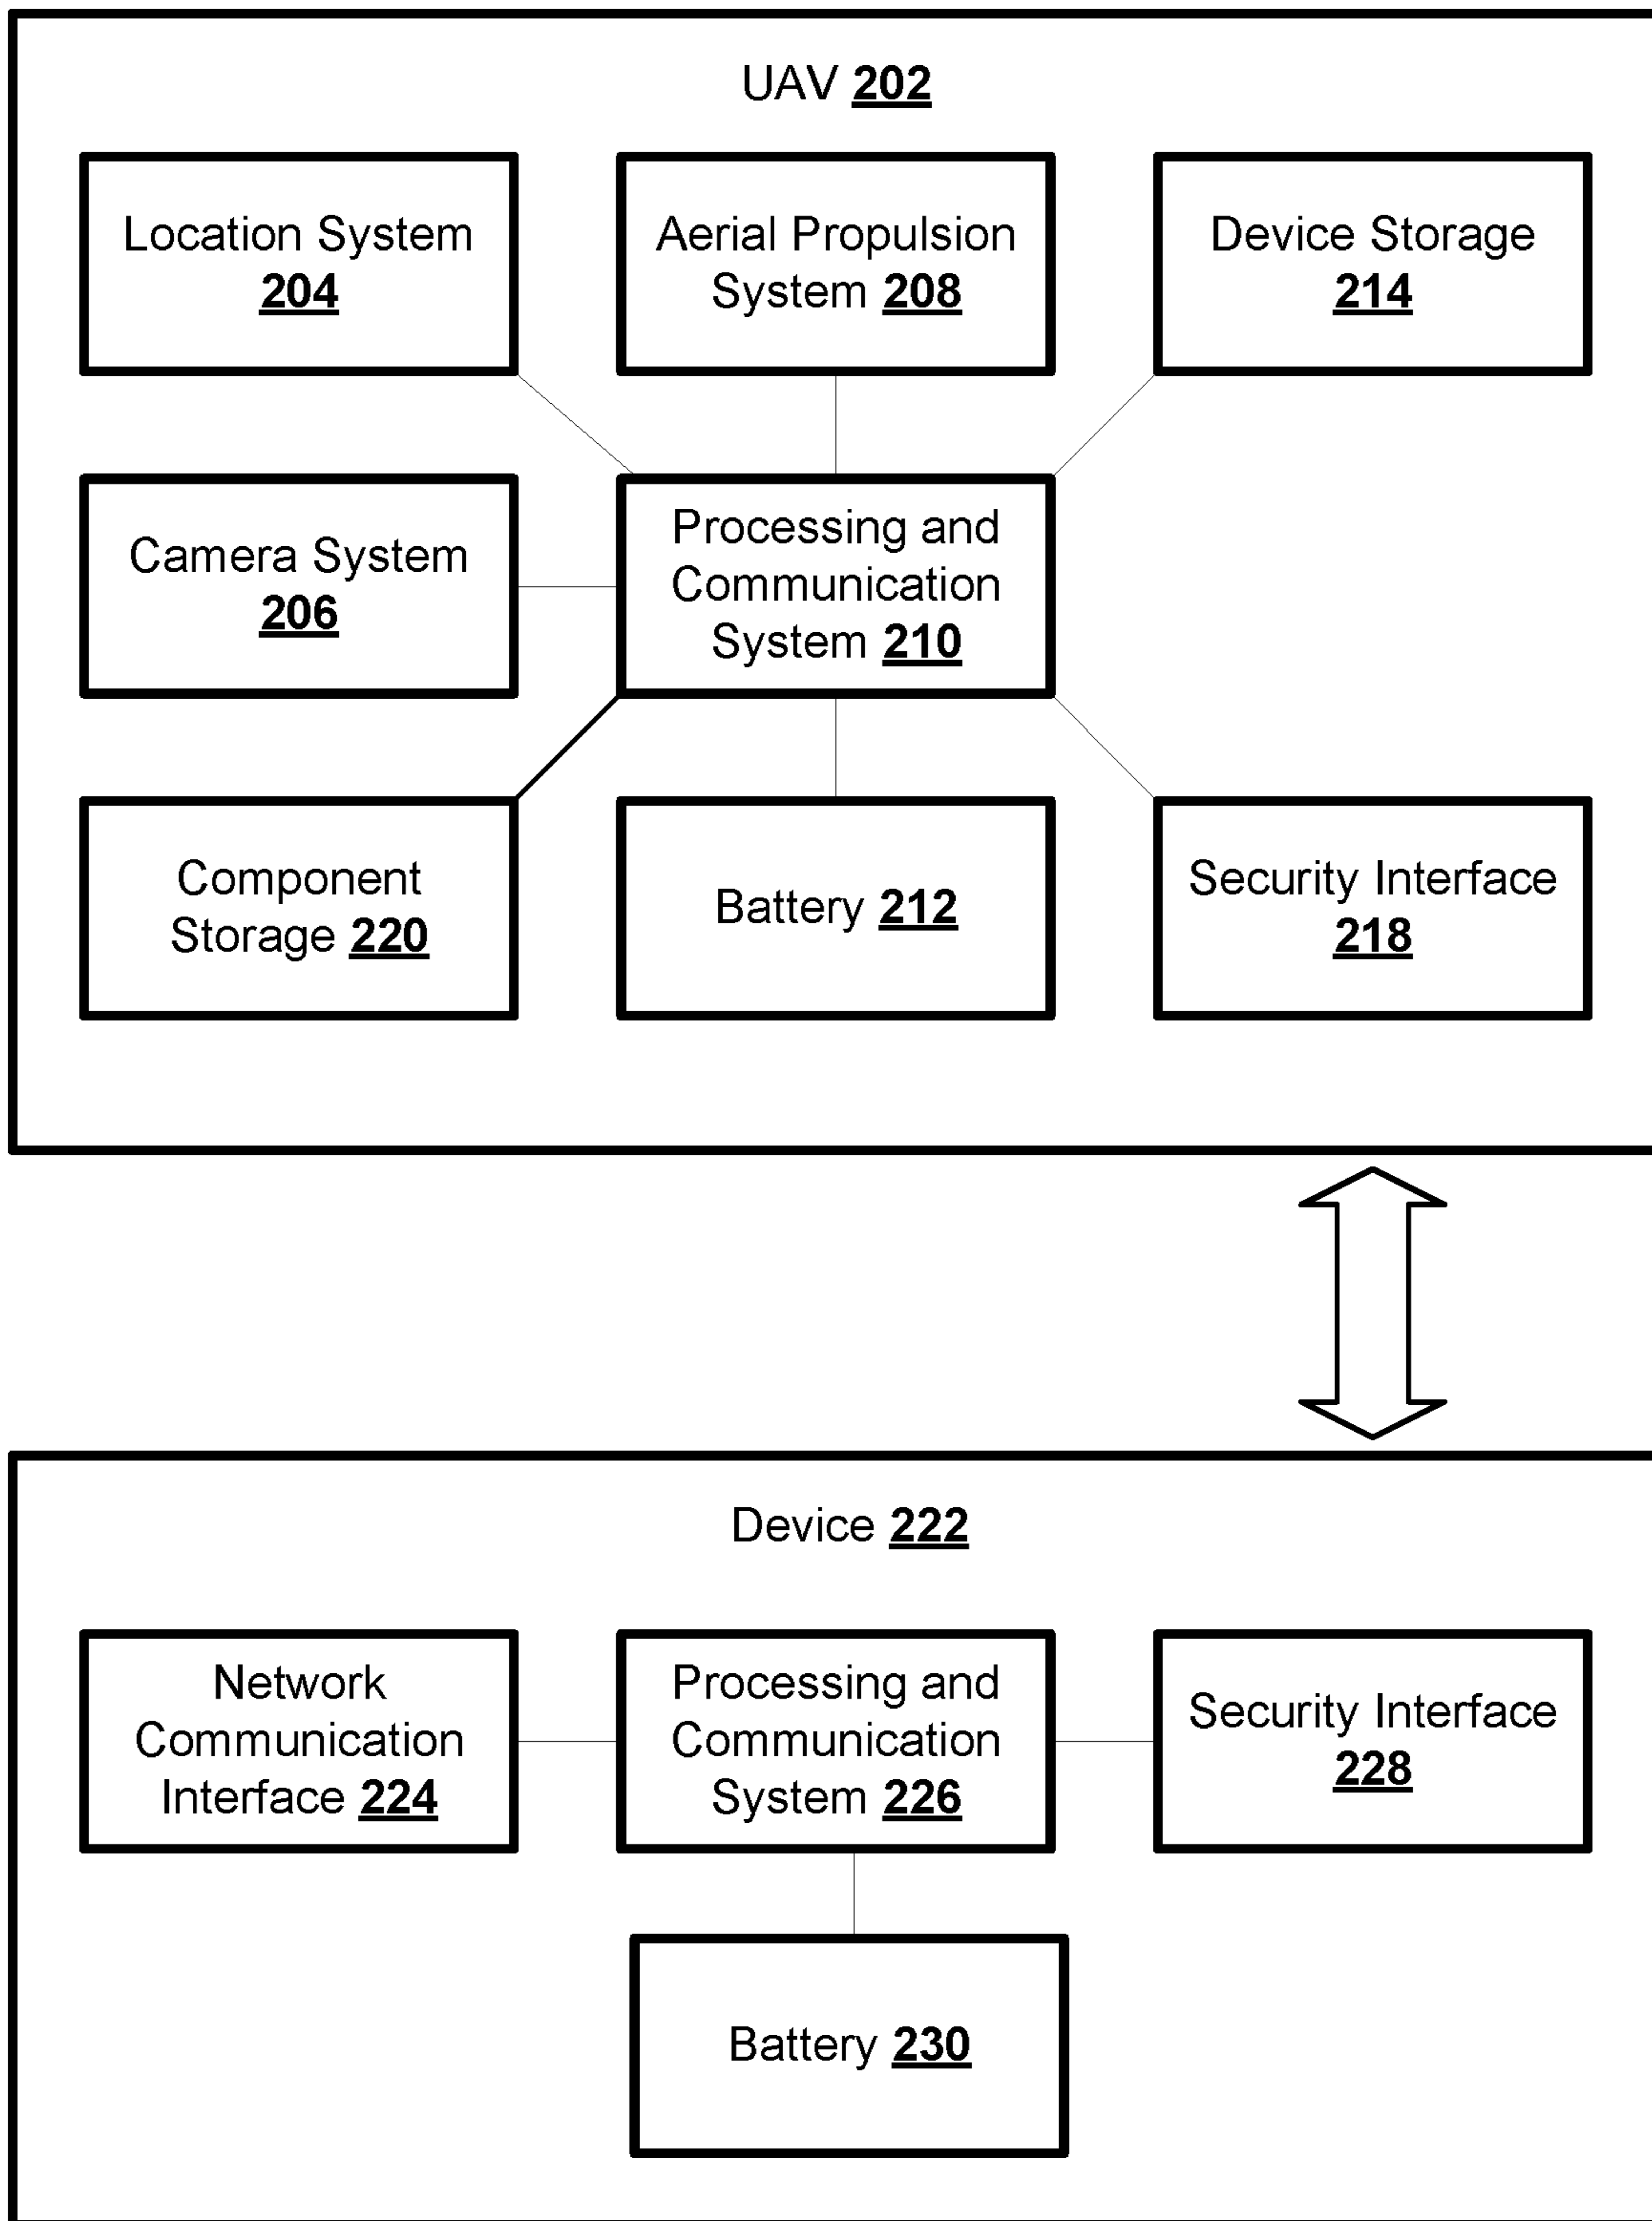 UAV 202
Location System
204
Aerial Propulsion
System 208
Device Storage
214
Camera System
206
Processing and
Communication
System 210
Component
Storage 220
Battery 212
Security Interface
218
Device 222
Network
Communication
Interface 224
Processing and
Communication
System 226
Security Interface
228
Battery 230